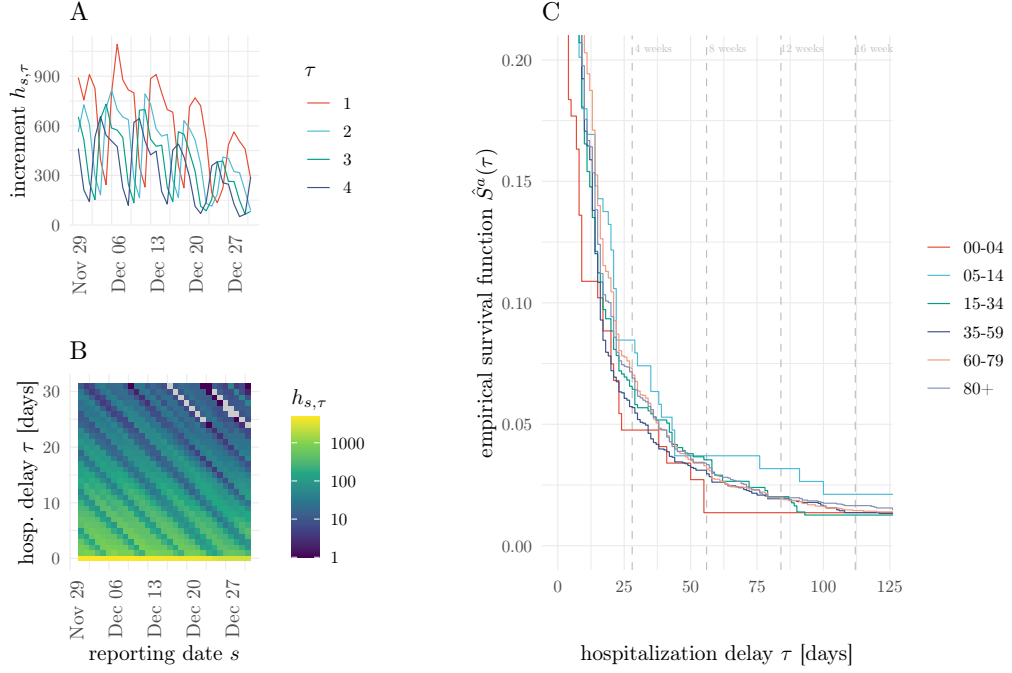 A
increment h_{s,τ}
900
600
300
0
Nov 29
Dec 06
Dec 13
Dec 20
Dec 27
τ
1
2
3
4
B
hosp. delay τ [days]
30
20
10
0
Nov 29
Dec 06
Dec 13
Dec 20
Dec 27
reporting date s
h_{s,τ}
1000
100
10
1
C
empirical survival function Ŝ^a(τ)
0.20
0.15
0.10
0.05
0.00
4 weeks
8 weeks
12 weeks
16 week
0
25
50
75
100
125
hospitalization delay τ [days]
00-04
05-14
15-34
35-59
60-79
80+